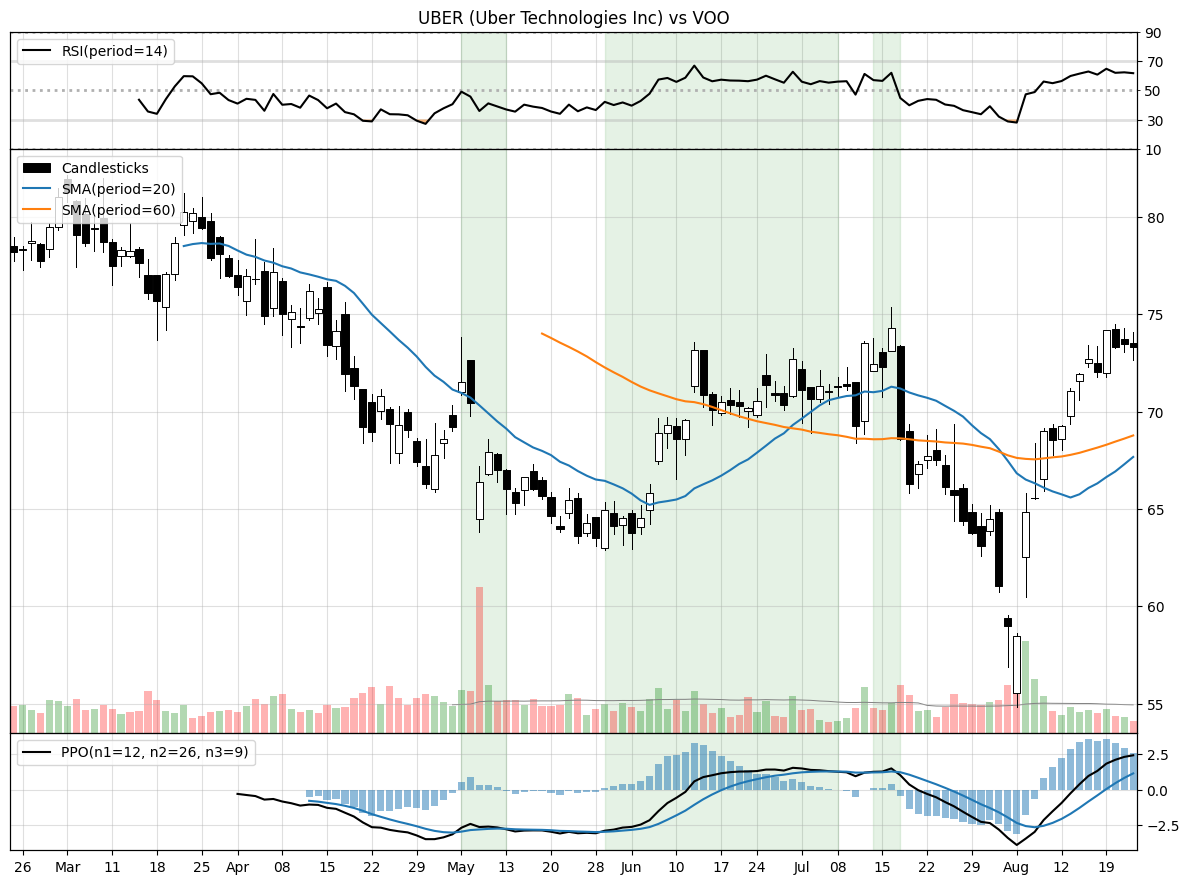 UBER (Uber Technologies Inc) vs VOO
RSI(period=14)
90
70
50
30
10
Candlesticks
SMA(period=20)
SMA(period=60)
80
75
70
65
60
55
PPO(n1=12, n2=26, n3=9)
2.5
0.0
−2.5
26 Mar 11 18 25 Apr 08 15 22 May 13 20 28 Jun 10 17 24 Jul 08 15 22 29 Aug 12 19